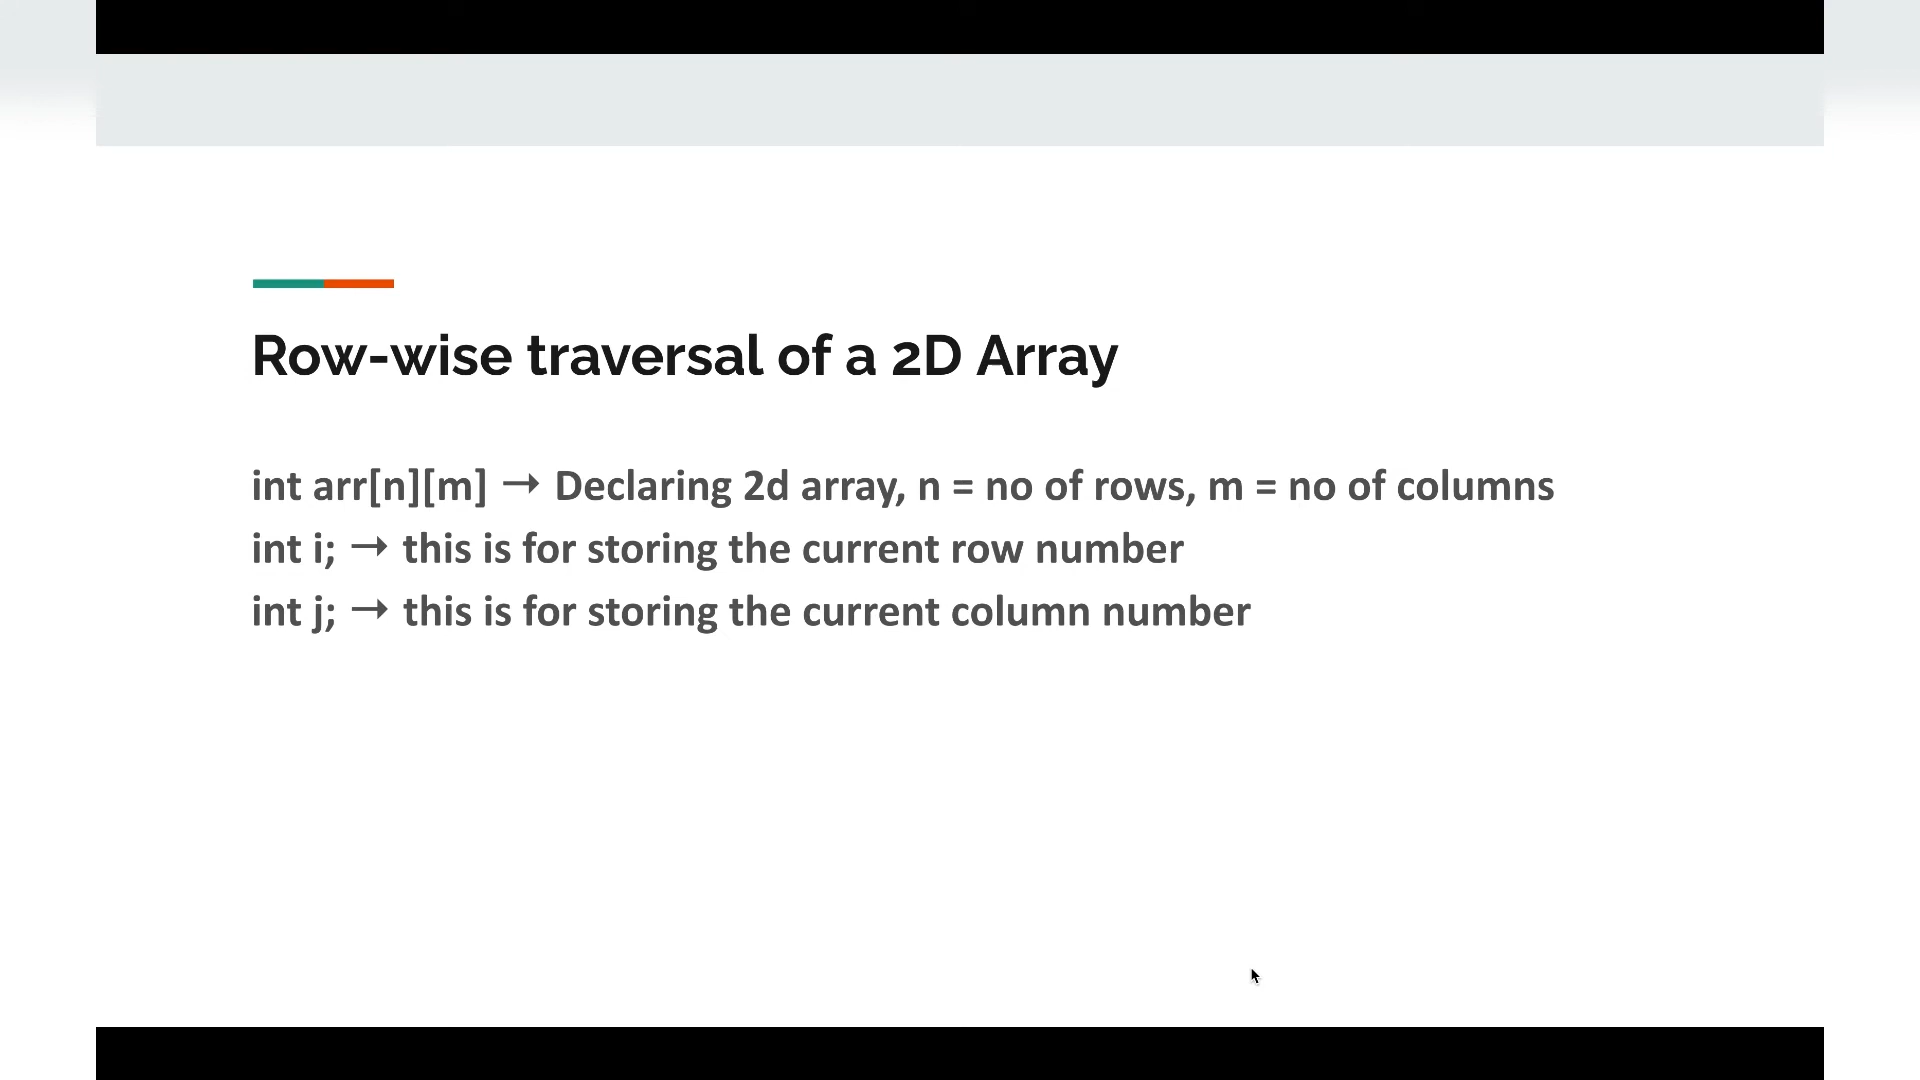 Row-wise traversal of a 2D Array
int arr[n][m] → Declaring 2d array, n = no of rows, m = no of columns
int i; → this is for storing the current row number
int j; → this is for storing the current column number